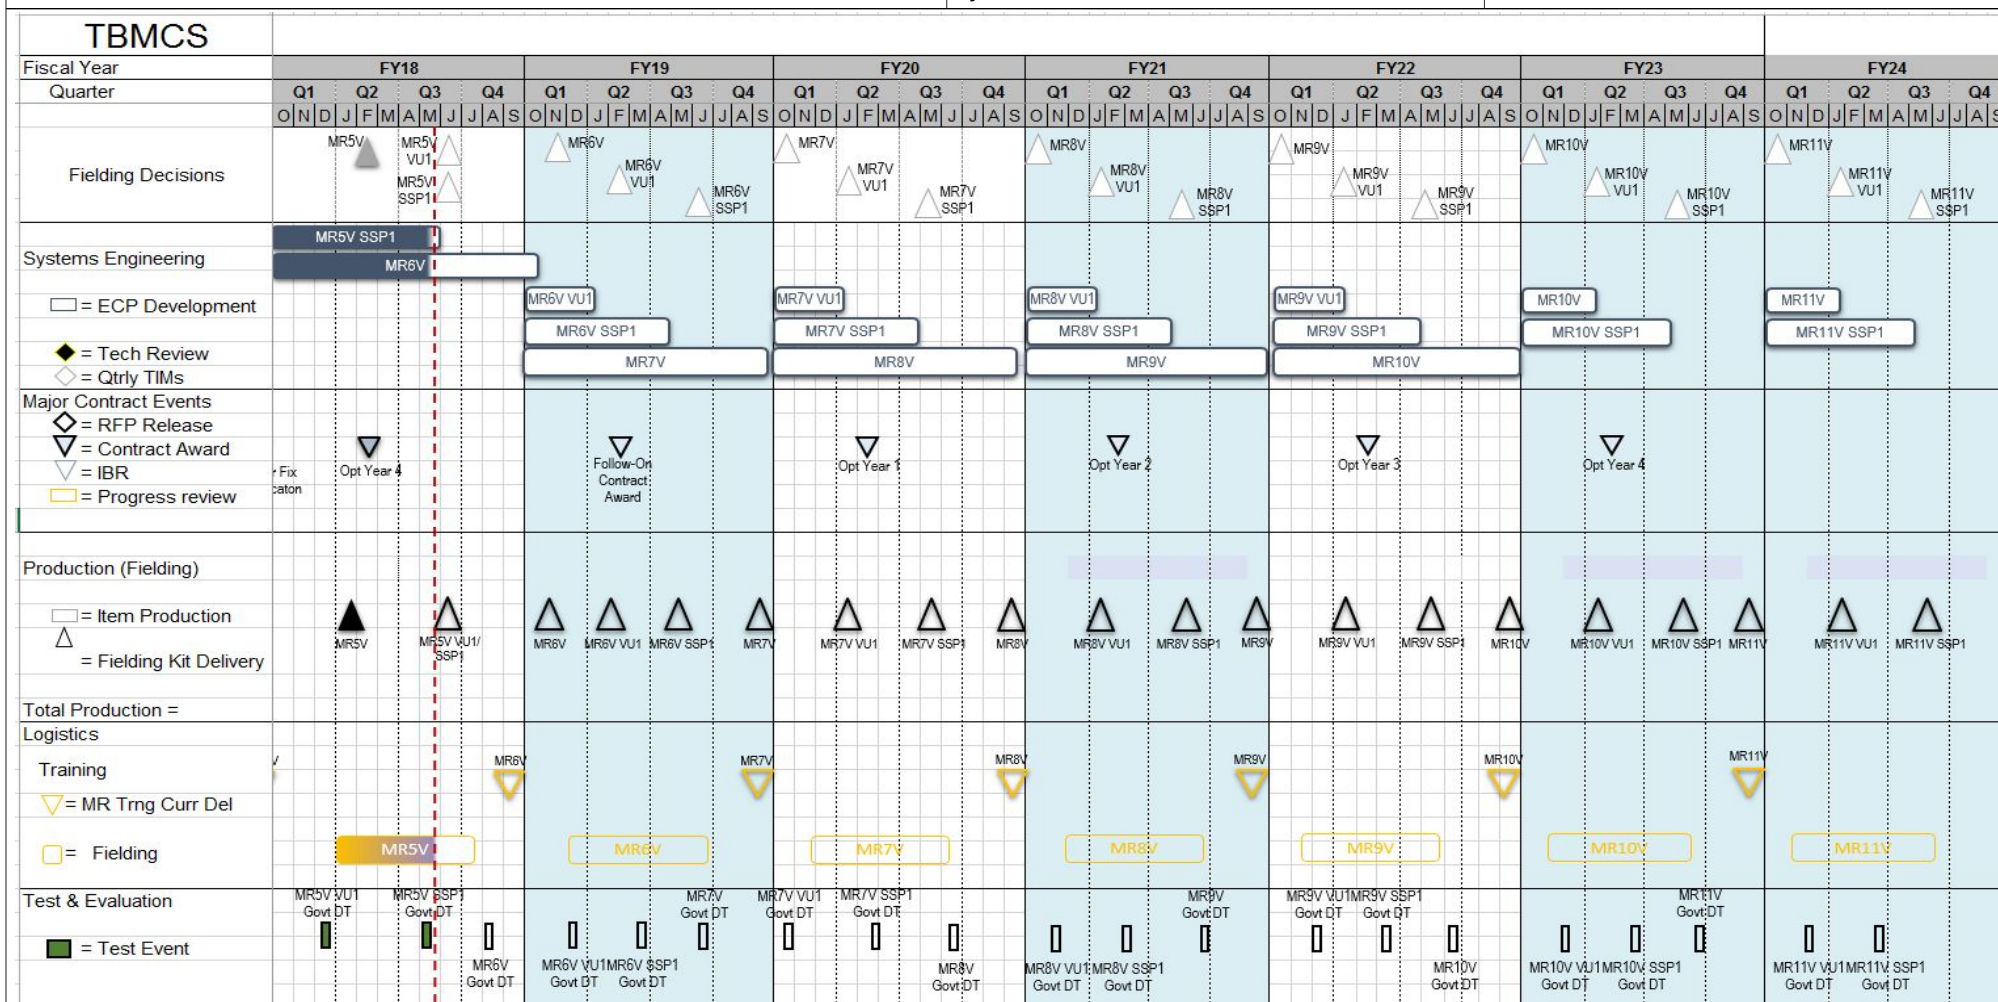 TBMCS
Fiscal Year FY18 FY19 FY20 FY21 FY22 FY23 FY24
Quarter Q1 Q2 Q3 Q4 Q1 Q2 Q3 Q4 Q1 Q2 Q3 Q4 Q1 Q2 Q3 Q4 Q1 Q2 Q3 Q4 Q1 Q2 Q3 Q4 Q1 Q2 Q3 Q4
O N D J F M A M J J A S O N D J F M A M J J A S O N D J F M A M J J A S O N D J F M A M J J A S O N D J F M A M J J A S O N D J F M A M J J A S O N D J F M A M J J A S
Fielding Decisions
MR5V
MR5V
VU1
MR5V
SSP1
MR6V
MR6V
VU1
MR6V
SSP1
MR7V
MR7V
VU1
MR7V
SSP1
MR8V
MR8V
VU1
MR8V
SSP1
MR9V
MR9V
VU1
MR9V
SSP1
MR10V
MR10V
VU1
MR10V
SSP1
MR11V
MR11V
VU1
MR11V
SSP1
Systems Engineering
= ECP Development
= Tech Review
= Qtrly TIMs
MR5V SSP1
MR6V
MR6V VU1
MR6V SSP1
MR7V
MR7V VU1
MR7V SSP1
MR8V
MR8V VU1
MR8V SSP1
MR9V
MR9V VU1
MR9V SSP1
MR10V
MR10V
MR10V SSP1
MR11V
MR11V SSP1
Major Contract Events
= RFP Release
= Contract Award
= IBR
= Progress review
r Fix
caton
Opt Year 4
Follow-On
Contract
Award
Opt Year 1
Opt Year 2
Opt Year 3
Opt Year 4
Production (Fielding)
= Item Production
= Fielding Kit Delivery
Total Production =
MR5V
MR5V VU1/
SSP1
MR6V
MR6V VU1
MR6V SSP1
MR7V
MR7V VU1
MR7V SSP1
MR8V
MR8V VU1
MR8V SSP1
MR9V
MR9V VU1
MR9V SSP1
MR10V
MR10V VU1
MR10V SSP1
MR11V
MR11V VU1
MR11V SSP1
Logistics
Training
= MR Trng Curr Del
= Fielding
V
MR6V
MR7V
MR8V
MR9V
MR10V
MR11V
MR5V
MR6V
MR7V
MR8V
MR9V
MR10V
MR11V
Test & Evaluation
= Test Event
MR5V VU1
Govt DT
MR5V SSP1
Govt DT
MR6V
Govt DT
MR6V VU1
Govt DT
MR6V SSP1
Govt DT
MR7V
Govt DT
MR7V VU1
Govt DT
MR7V SSP1
Govt DT
MR8V
Govt DT
MR8V VU1
Govt DT
MR8V SSP1
Govt DT
MR9V
Govt DT
MR9V VU1
Govt DT
MR9V SSP1
Govt DT
MR10V
Govt DT
MR10V VU1
Govt DT
MR10V SSP1
Govt DT
MR11V
Govt DT
MR11V VU1
Govt DT
MR11V SSP1
Govt DT